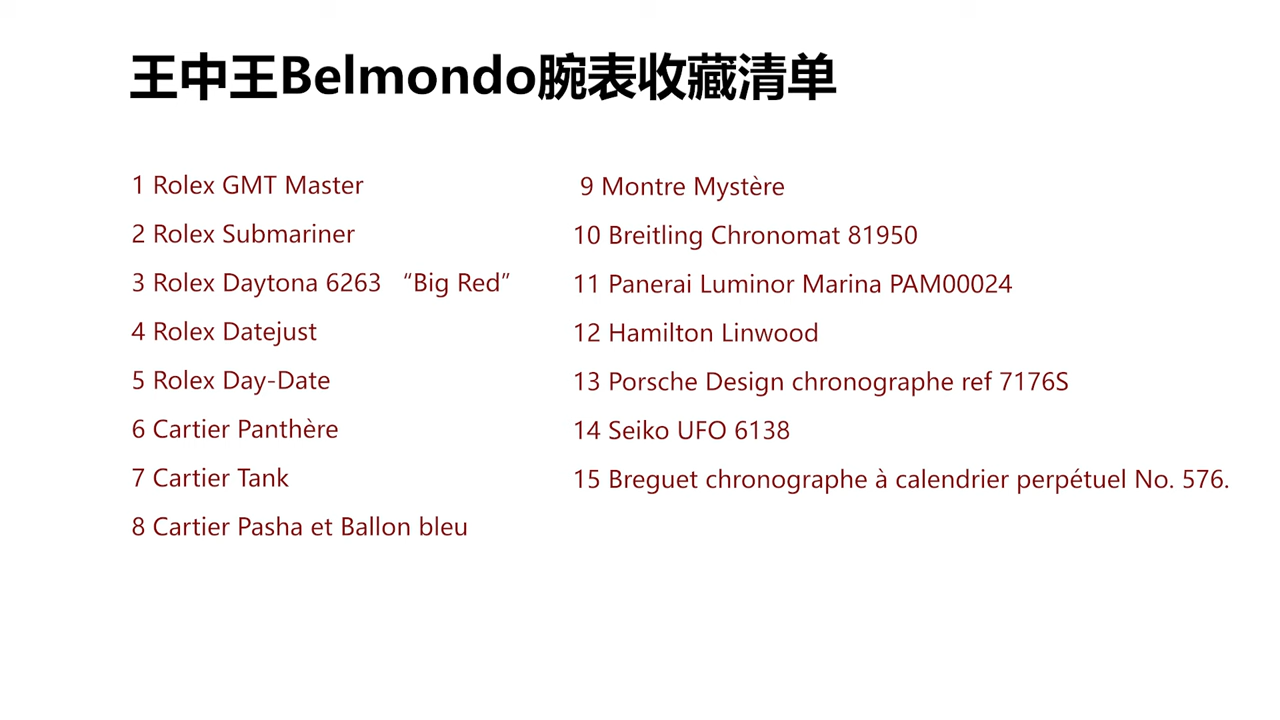 王中王Belmondo腕表收藏清单
1 Rolex GMT Master
2 Rolex Submariner
3 Rolex Daytona 6263 “Big Red”
4 Rolex Datejust
5 Rolex Day-Date
6 Cartier Panthère
7 Cartier Tank
8 Cartier Pasha et Ballon bleu
9 Montre Mystère
10 Breitling Chronomat 81950
11 Panerai Luminor Marina PAM00024
12 Hamilton Linwood
13 Porsche Design chronographe ref 7176S
14 Seiko UFO 6138
15 Breguet chronographe à calendrier perpétuel No. 576.